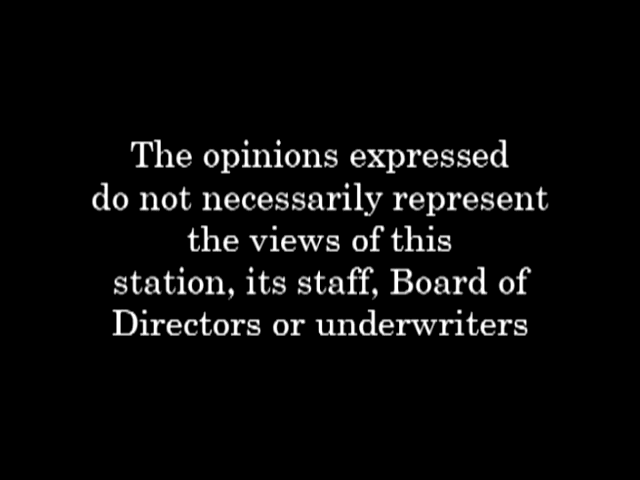 The opinions expressed
do not necessarily represent
the views of this
station, its staff, Board of
Directors or underwriters